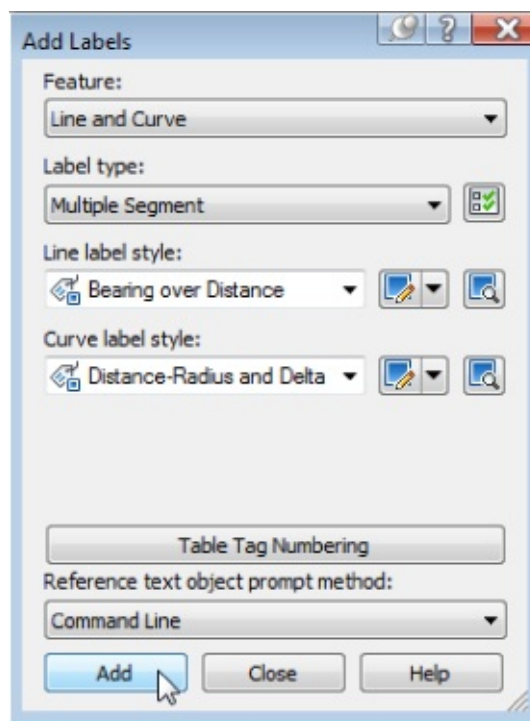 Add Labels
Feature:
Line and Curve
Label type:
Multiple Segment
Line label style:
Bearing over Distance
Curve label style:
Distance-Radius and Delta
Table Tag Numbering
Reference text object prompt method:
Command Line
Add Close Help